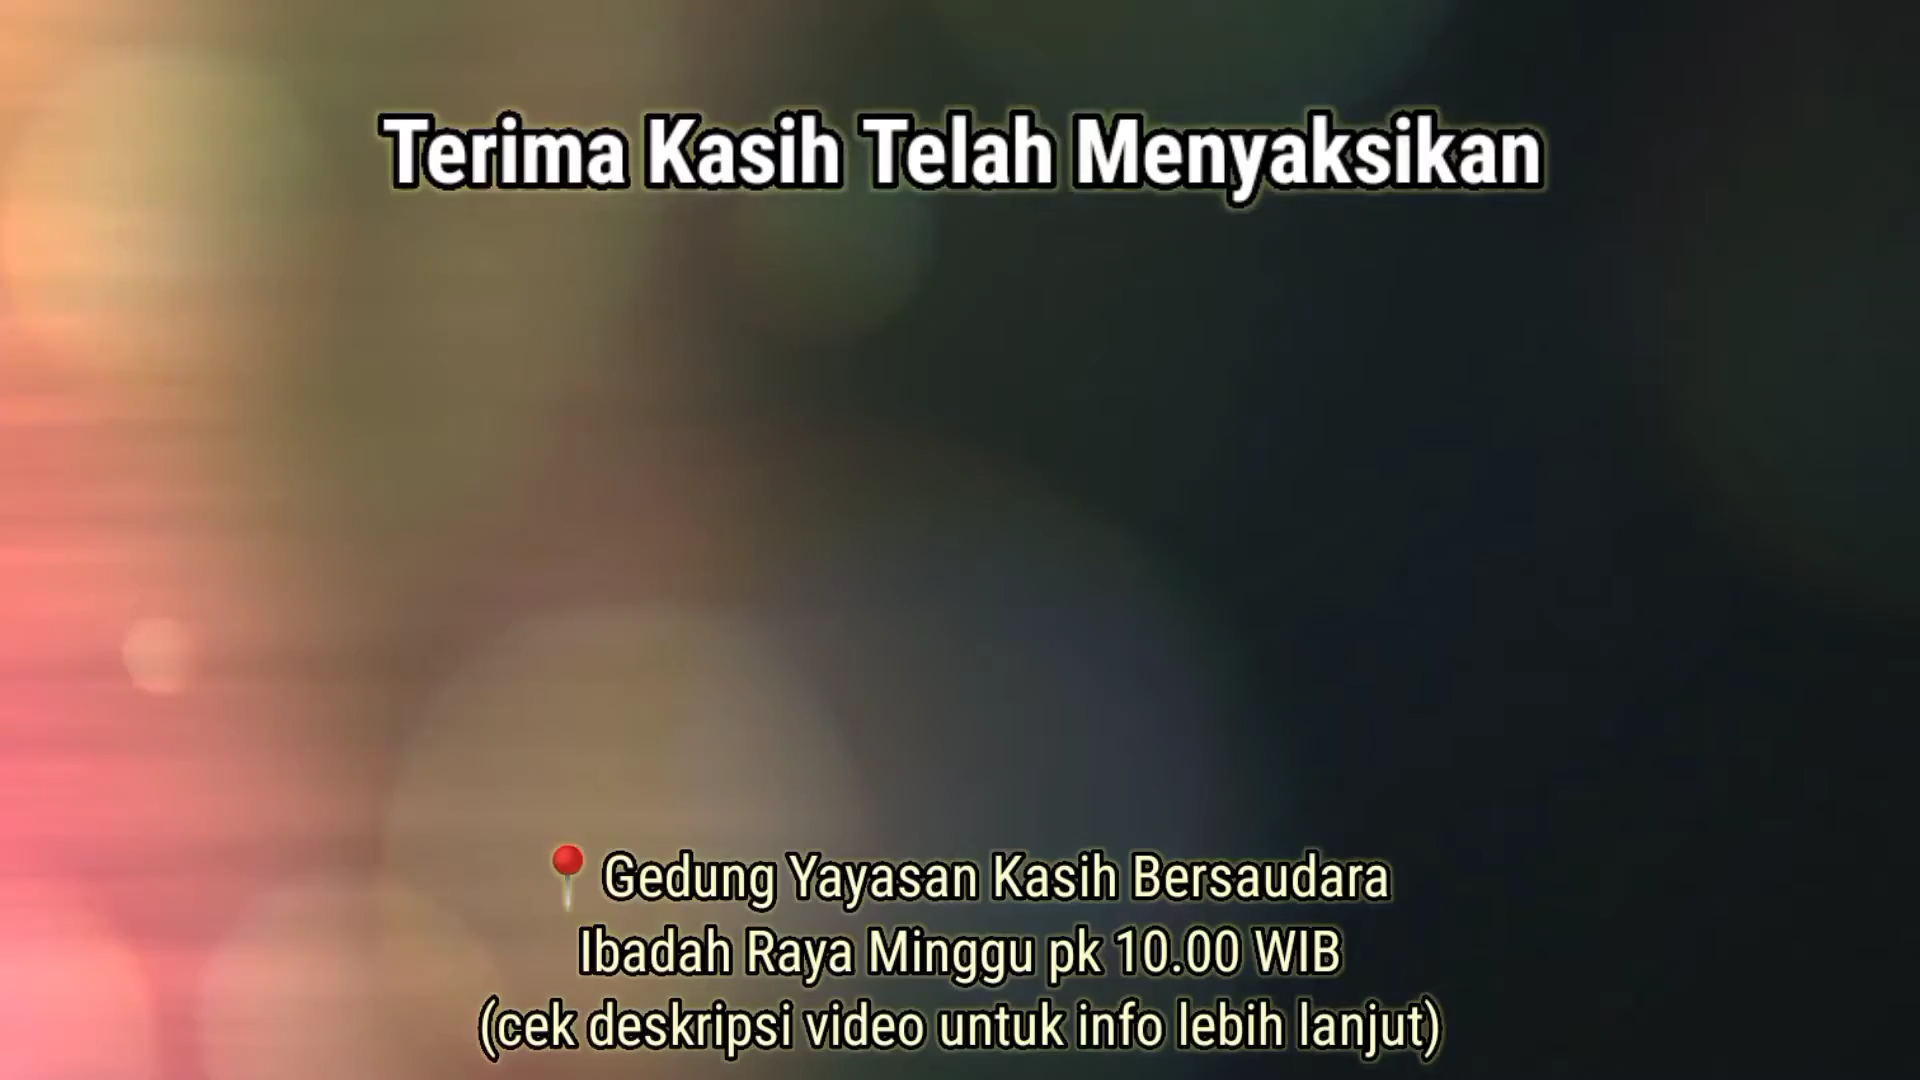 Terima Kasih Telah Menyaksikan
📍Gedung Yayasan Kasih Bersaudara
Ibadah Raya Minggu pk 10.00 WIB
(cek deskripsi video untuk info lebih lanjut)